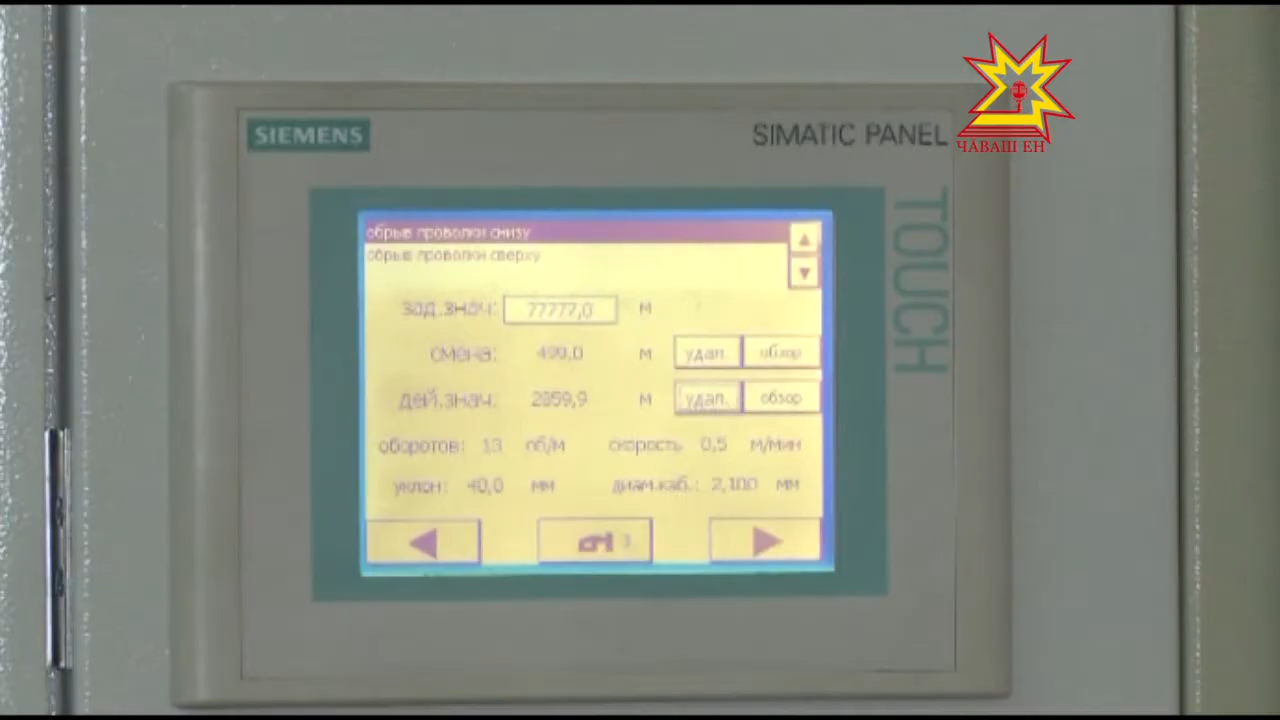 SIEMENS
SIMATIC PANEL
TOUCH
ЧӐВАШ ЕН
обрыв проволки снизу
обрыв проволки сверху
зад.знач: 77777,0 м
смена: 499,0 м удал. обзор
дей.знач: 2859,9 м удал. обзор
оборотов: 13 об/м скорость 0,5 м/мин
уклон: 40,0 мм диам.каб.: 2,100 мм